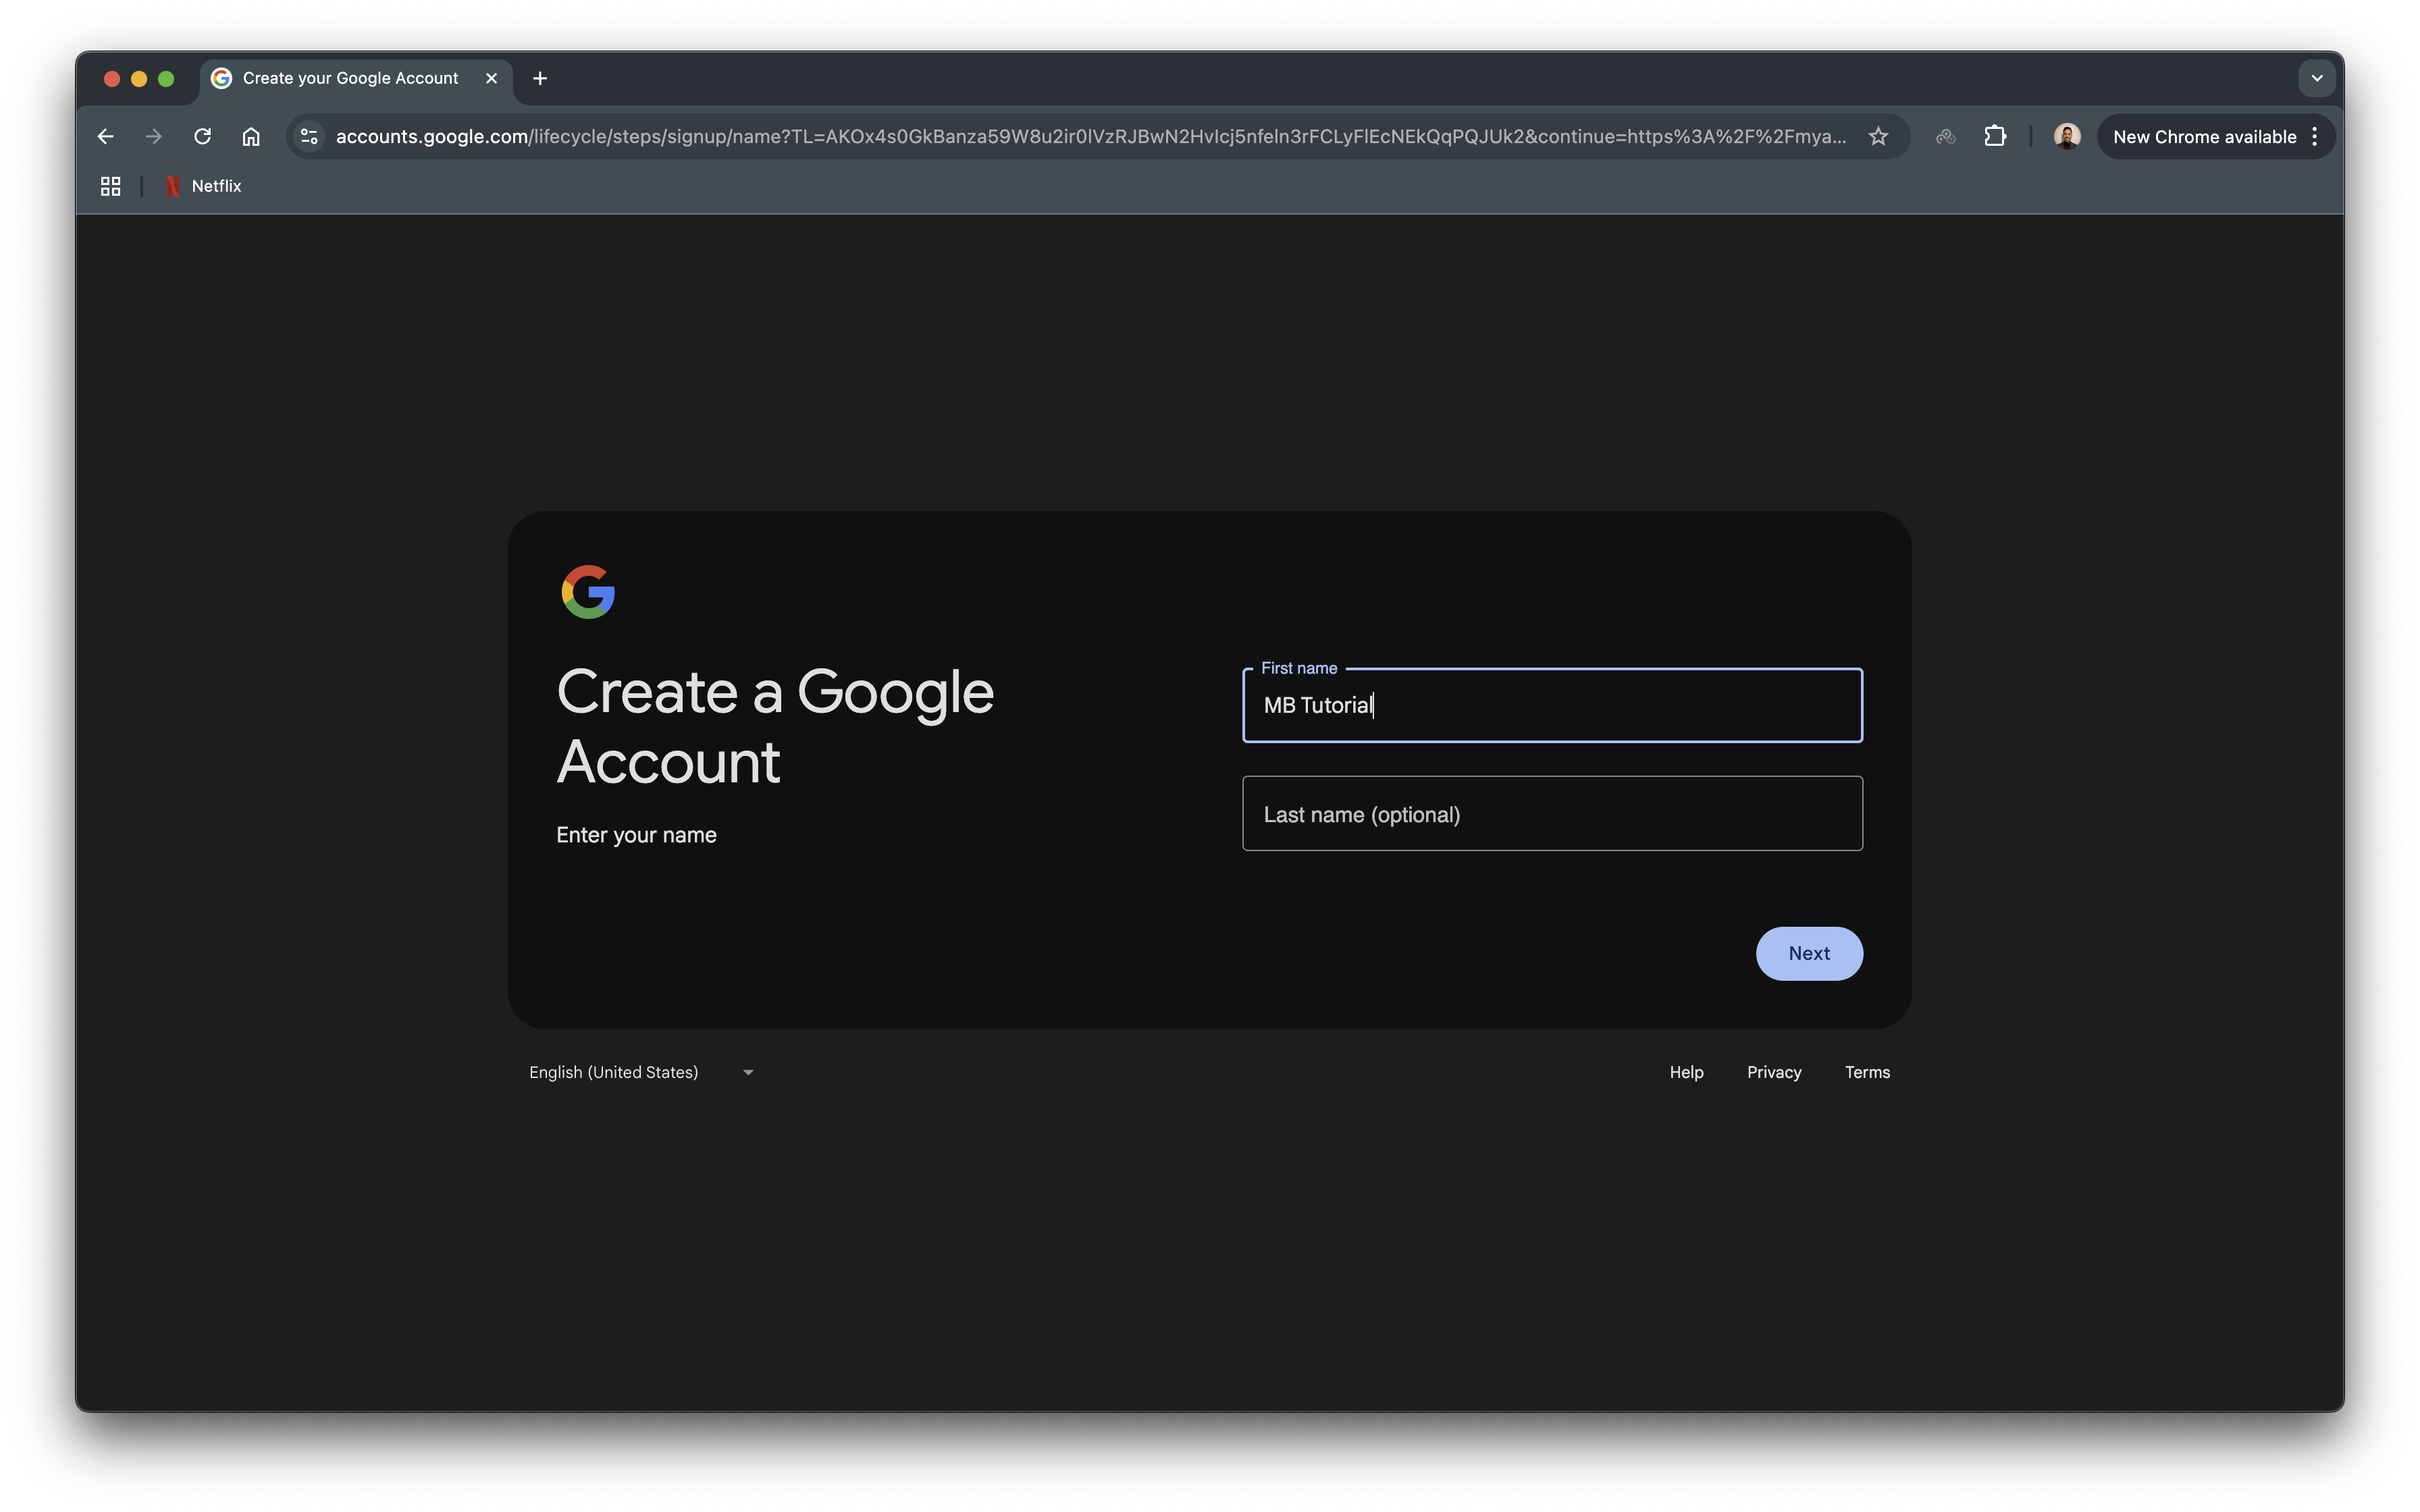 Create your Google Account
accounts.google.com/lifecycle/steps/signup/name?TL=AKOx4s0GkBanza59W8u2ir0lVzRJBwN2HvIcj5nfeln3rFCLyFlEcNEkQqPQJUk2&continue=https%3A%2F%2Fmya...
New Chrome available
Netflix
Create a Google
Account
Enter your name
First name
MB Tutorial
Last name (optional)
Next
English (United States)
Help
Privacy
Terms